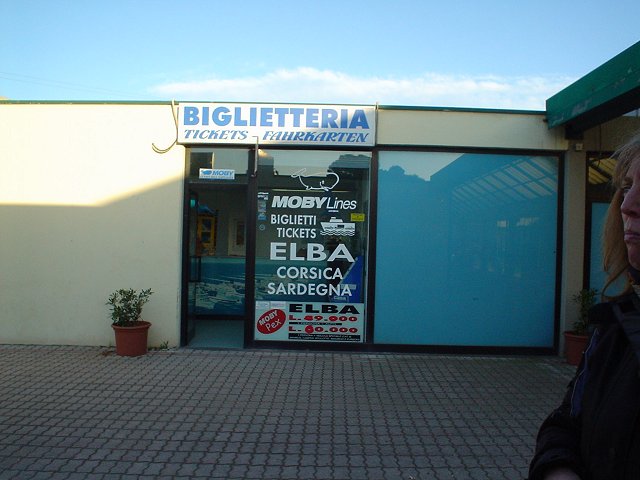 BIGLIETTERIA
TICKETS - FAHRKARTEN
MOBY
MOBY Lines
BIGLIETTI
TICKETS
ELBA
CORSICA
SARDEGNA
MOBY
Pex
ELBA
L. 49.000
L. 60.000